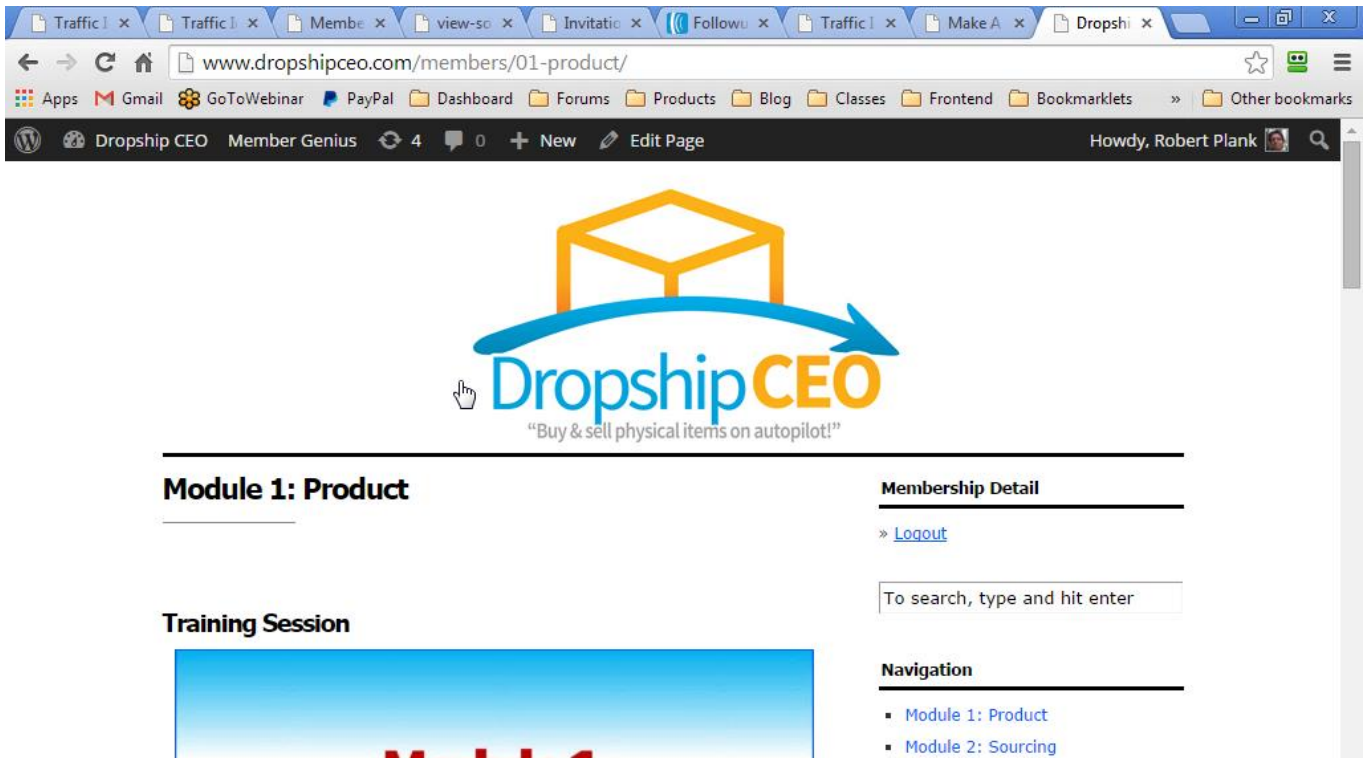 Traffic I
Traffic I
Membe
view-so
Invitatio
Followu
Traffic I
Make A
Dropshi
www.dropshipceo.com/members/01-product/
Apps Gmail GoToWebinar PayPal Dashboard Forums Products Blog Classes Frontend Bookmarklets » Other bookmarks
Dropship CEO Member Genius 4 0 + New Edit Page Howdy, Robert Plank
DropshipCEO
“Buy & sell physical items on autopilot!”
Module 1: Product
Training Session
Membership Detail
» Logout
To search, type and hit enter
Navigation
Module 1: Product
Module 2: Sourcing